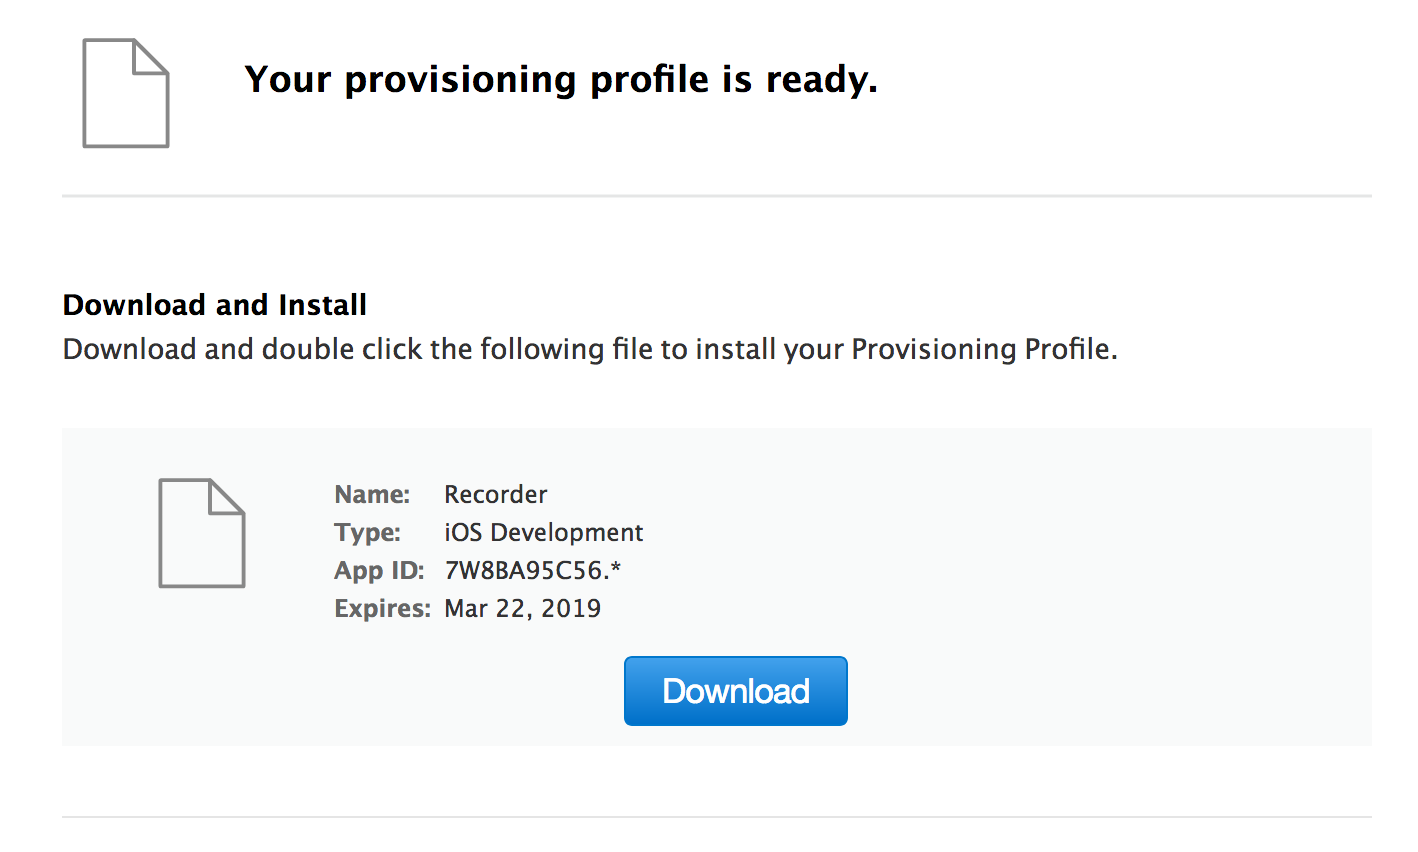 Your provisioning profile is ready.
Download and Install
Download and double click the following file to install your Provisioning Profile.
Name: Recorder
Type: iOS Development
App ID: 7W8BA95C56.*
Expires: Mar 22, 2019
Download